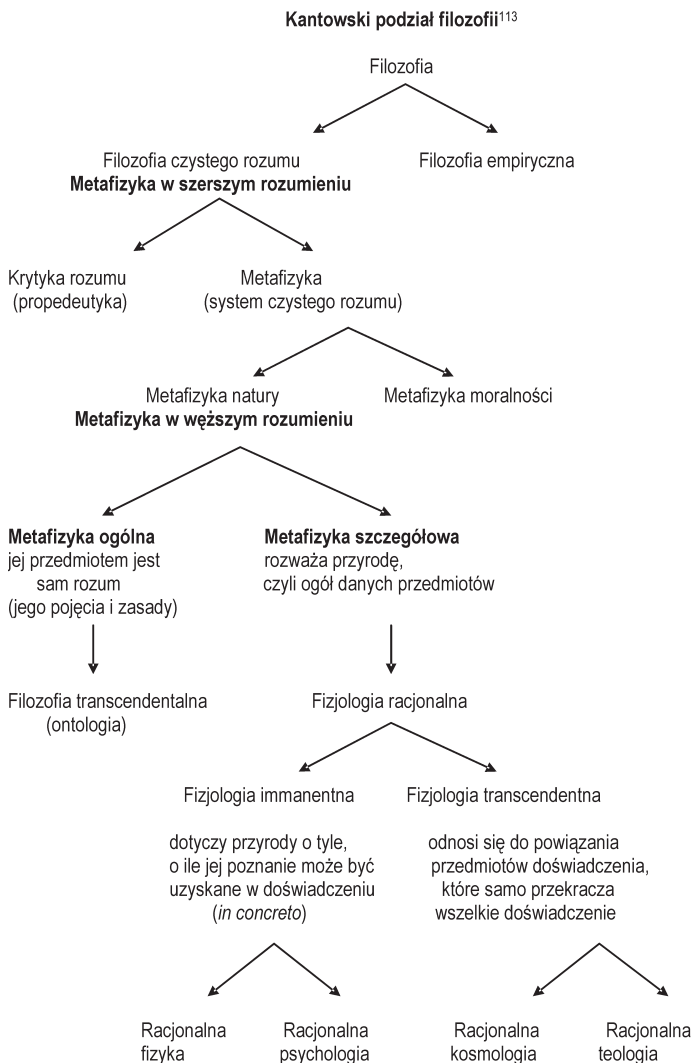 Kantowski podział filozofii113
Filozofia
Filozofia czystego rozumu
Metafizyka w szerszym rozumieniu
Filozofia empiryczna
Krytyka rozumu
(propedeutyka)
Metafizyka
(system czystego rozumu)
Metafizyka natury
Metafizyka w węższym rozumieniu
Metafizyka moralności
Metafizyka ogólna
jej przedmiotem jest
sam rozum
(jego pojęcia i zasady)
Metafizyka szczegółowa
rozważa przyrodę,
czyli ogół danych przedmiotów
Filozofia transcendentalna
(ontologia)
Fizjologia racjonalna
Fizjologia immanentna
dotyczy przyrody o tyle,
o ile jej poznanie może być
uzyskane w doświadczeniu
(in concreto)
Fizjologia transcendentna
odnosi się do powiązania
przedmiotów doświadczenia,
które samo przekracza
wszelkie doświadczenie
Racjonalna
fizyka
Racjonalna
psychologia
Racjonalna
kosmologia
Racjonalna
teologia